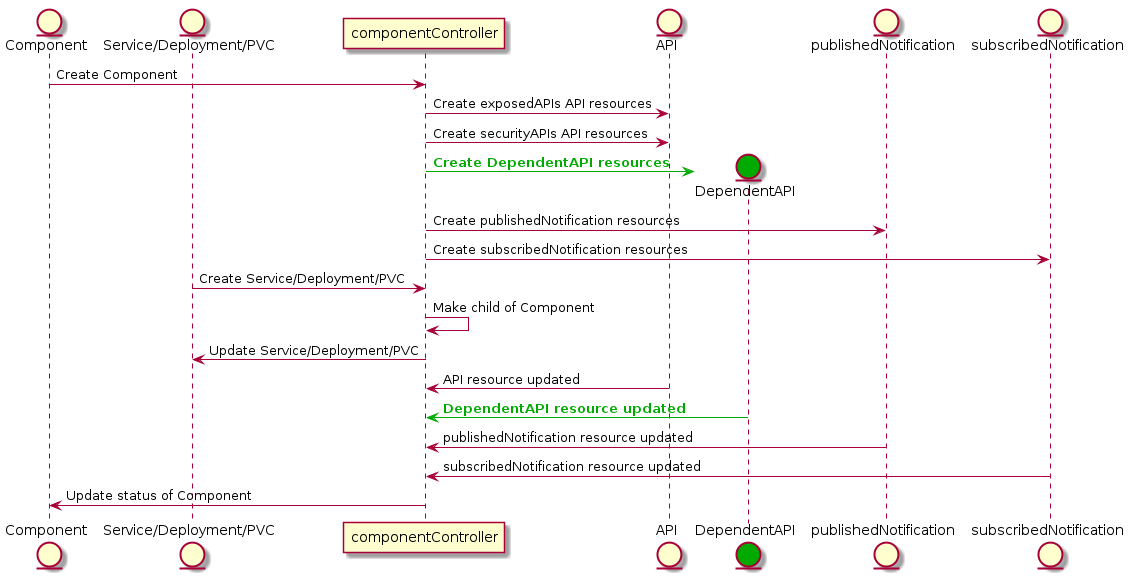 Component
Service/Deployment/PVC
componentController
API
publishedNotification
subscribedNotification
Create Component
Create exposedAPIs API resources
Create securityAPIs API resources
Create DependentAPI resources
DependentAPI
Create publishedNotification resources
Create subscribedNotification resources
Create Service/Deployment/PVC
Make child of Component
Update Service/Deployment/PVC
API resource updated
DependentAPI resource updated
publishedNotification resource updated
subscribedNotification resource updated
Update status of Component
Component
Service/Deployment/PVC
componentController
API
DependentAPI
publishedNotification
subscribedNotification